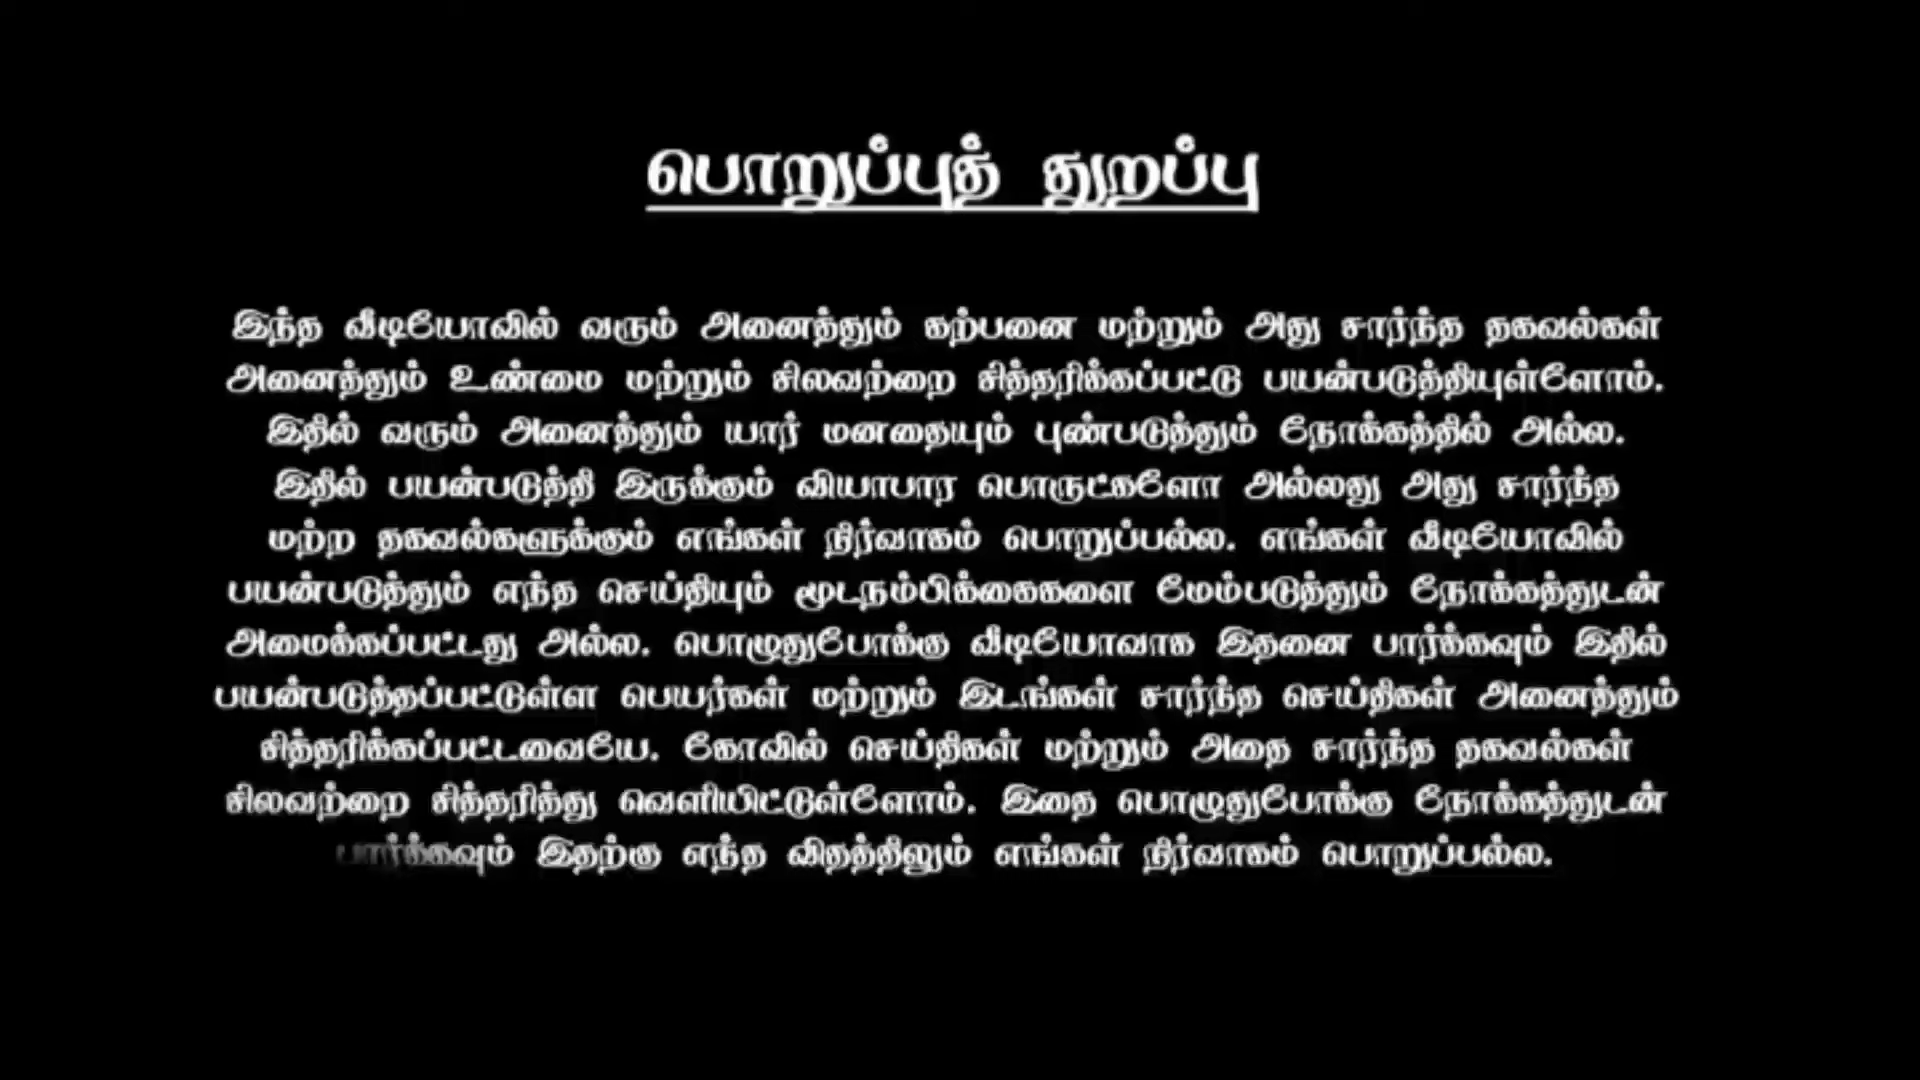 பொறுப்புத் துறப்பு
இந்த வீடியோவில் வரும் அனைத்தும் கற்பனை மற்றும் அது சார்ந்த தகவல்கள்
அனைத்தும் உண்மை மற்றும் சிலவற்றை சித்தரிக்கப்பட்டு பயன்படுத்தியுள்ளோம்.
இதில் வரும் அனைத்தும் யார் மனதையும் புண்படுத்தும் நோக்கத்தில் அல்ல.
இதில் பயன்படுத்தி இருக்கும் வியாபார பொருட்களோ அல்லது அது சார்ந்த
மற்ற தகவல்களுக்கும் எங்கள் நிர்வாகம் பொறுப்பல்ல. எங்கள் வீடியோவில்
பயன்படுத்தும் எந்த செய்தியும் மூடநம்பிக்கைகளை மேம்படுத்தும் நோக்கத்துடன்
அமைக்கப்பட்டது அல்ல. பொழுதுபோக்கு வீடியோவாக இதனை பார்க்கவும் இதில்
பயன்படுத்தப்பட்டுள்ள பெயர்கள் மற்றும் இடங்கள் சார்ந்த செய்திகள் அனைத்தும்
சித்தரிக்கப்பட்டவையே. கோவில் செய்திகள் மற்றும் அதை சார்ந்த தகவல்கள்
சிலவற்றை சித்தரித்து வெளியிட்டுள்ளோம். இதை பொழுதுபோக்கு நோக்கத்துடன்
பார்க்கவும் இதற்கு எந்த விதத்திலும் எங்கள் நிர்வாகம் பொறுப்பல்ல.